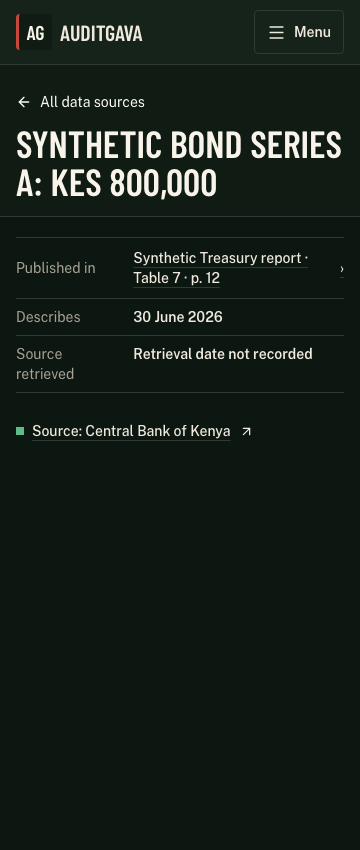 AG AUDITGAVA
Menu
← All data sources
SYNTHETIC BOND SERIES
A: KES 800,000
Published in
Synthetic Treasury report ·
Table 7 · p. 12
›
Describes
30 June 2026
Source
retrieved
Retrieval date not recorded
Source: Central Bank of Kenya ↗